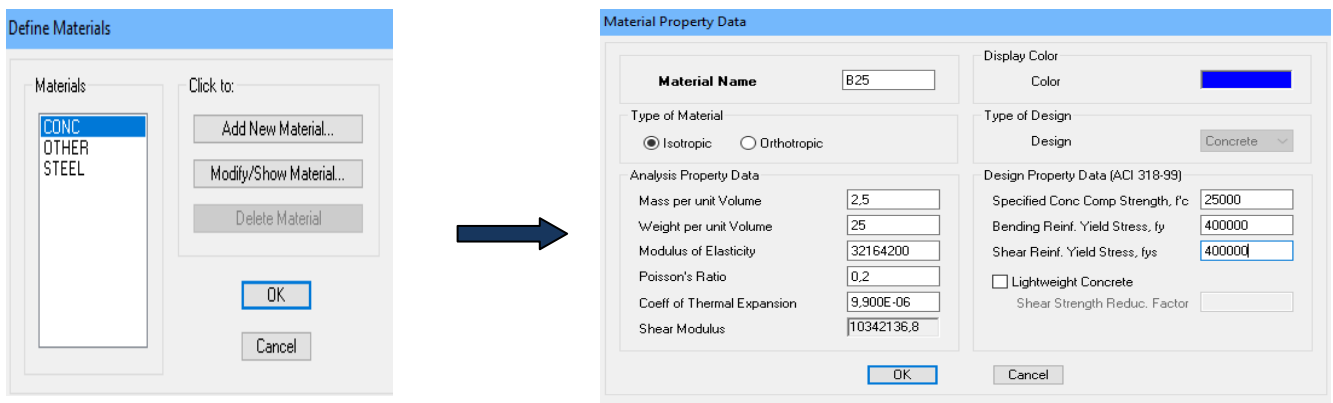 Define Materials
Materials
CONC
OTHER
STEEL
Click to:
Add New Material...
Modify/Show Material...
Delete Material
OK
Cancel
Material Property Data
Material Name B25
Display Color
Color
Type of Material
Isotropic Orthotropic
Type of Design
Design Concrete
Analysis Property Data
Mass per unit Volume 2,5
Weight per unit Volume 25
Modulus of Elasticity 32164200
Poisson's Ratio 0,2
Coeff of Thermal Expansion 9,900E-06
Shear Modulus 10342136,8
Design Property Data (ACI 318-99)
Specified Conc Comp Strength, f'c 25000
Bending Reinf. Yield Stress, fy 400000
Shear Reinf. Yield Stress, fys 400000
Lightweight Concrete
Shear Strength Reduc. Factor
OK
Cancel